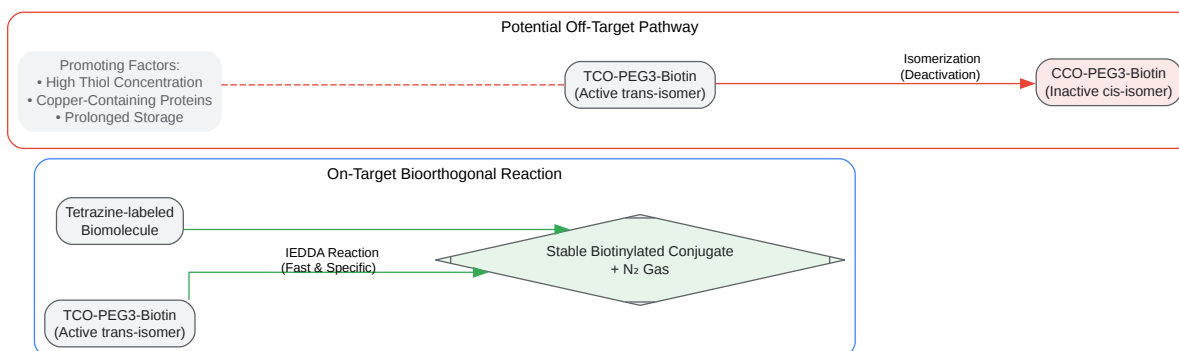 Potential Off-Target Pathway
Promoting Factors:
• High Thiol Concentration
• Copper-Containing Proteins
• Prolonged Storage
TCO-PEG3-Biotin
(Active trans-isomer)
Isomerization
(Deactivation)
CCO-PEG3-Biotin
(Inactive cis-isomer)
On-Target Bioorthogonal Reaction
Tetrazine-labeled
Biomolecule
IEDDA Reaction
(Fast & Specific)
Stable Biotinylated Conjugate
+ N₂ Gas
TCO-PEG3-Biotin
(Active trans-isomer)